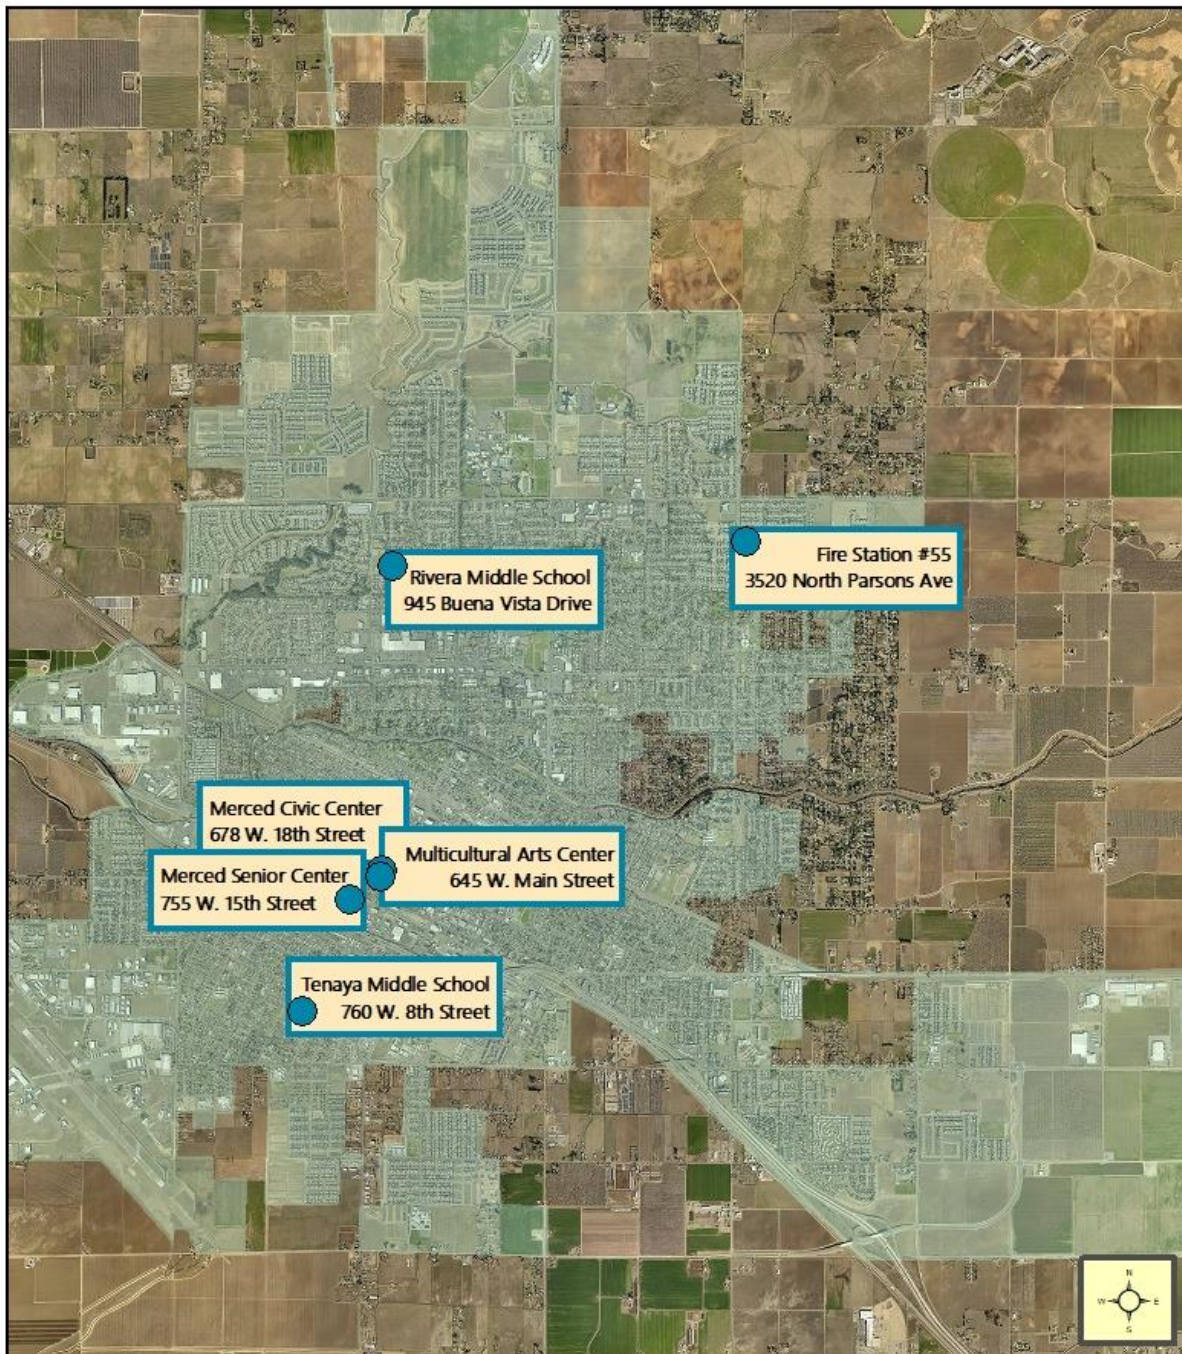 Fire Station #55
3520 North Parsons Ave
Rivera Middle School
945 Buena Vista Drive
Merced Civic Center
678 W. 18th Street
Multicultural Arts Center
645 W. Main Street
Merced Senior Center
755 W. 15th Street
Tenaya Middle School
760 W. 8th Street
N
W E
S